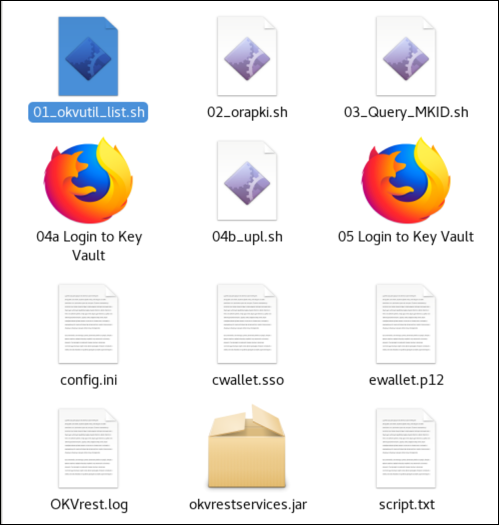 01_okvutil_list.sh
02_orapki.sh
03_Query_MKID.sh
04a Login to Key
Vault
04b_upl.sh
05 Login to Key Vault
config.ini
cwallet.sso
ewallet.p12
OKVrest.log
okvrestservices.jar
script.txt